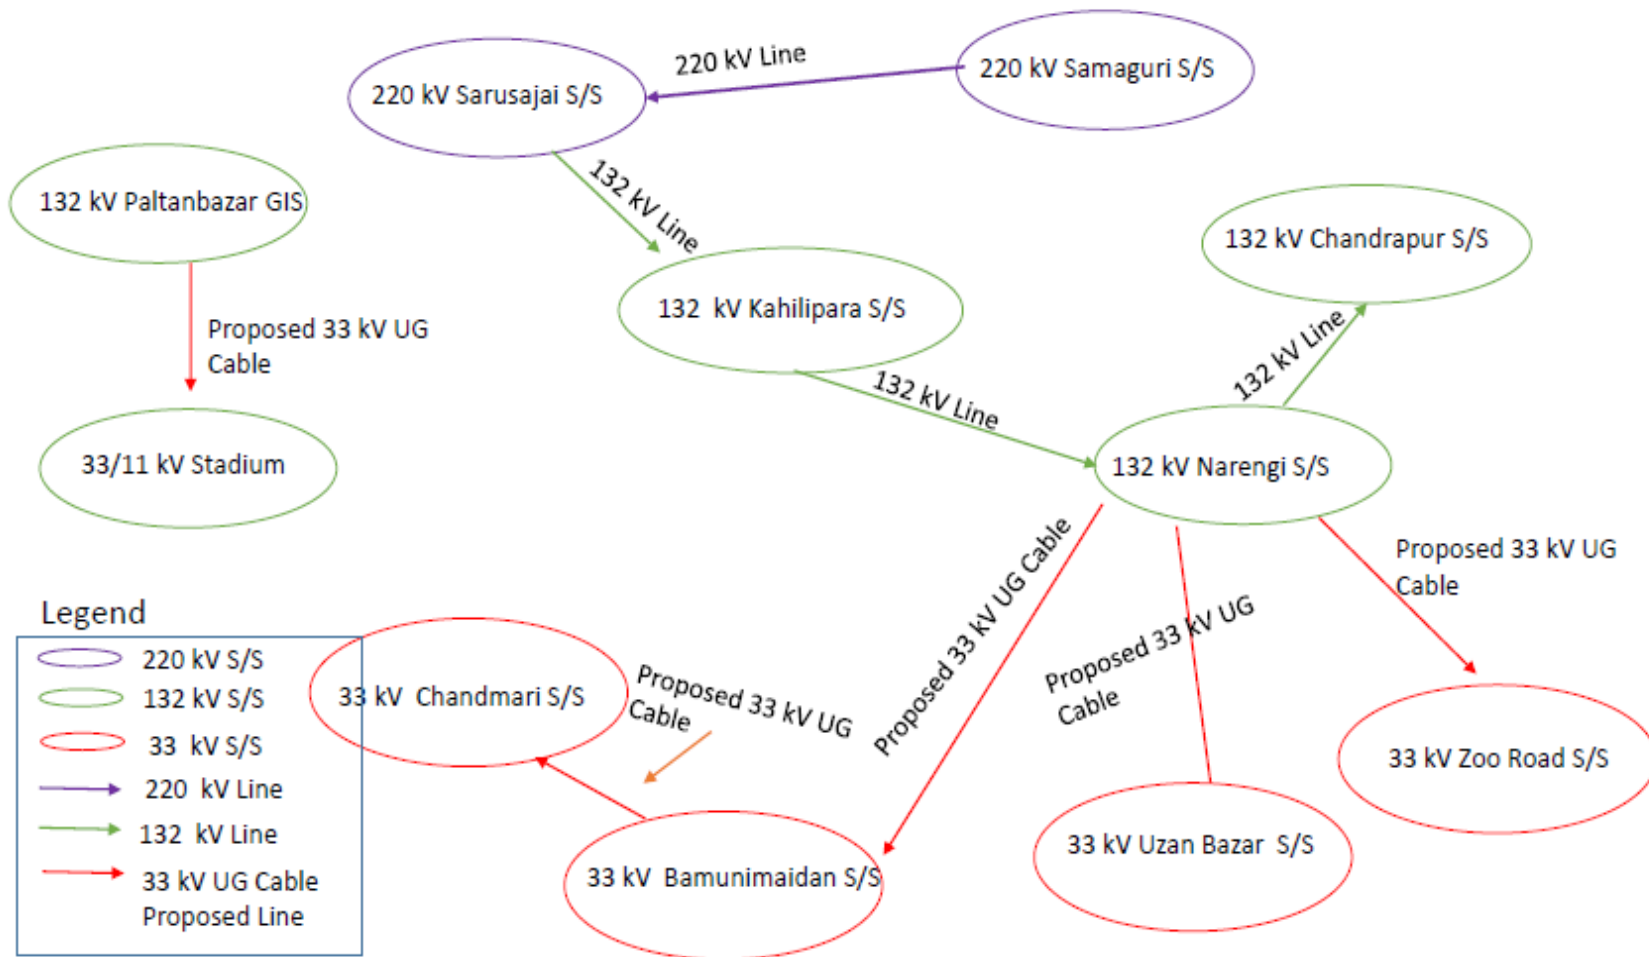 220 kV Line
220 kV Samaguri S/S
220 kV Sarusajai S/S
132 kV Line
132 kV Paltanbazar GIS
132 kV Chandrapur S/S
132 kV Kahilipara S/S
132 kV Line
Proposed 33 kV UG
Cable
132 kV Line
33/11 kV Stadium
132 kV Narengi S/S
Proposed 33 kV UG
Cable
Proposed 33 kV UG Cable
Proposed 33 kV UG
Cable
Legend
220 kV S/S
132 kV S/S
33 kV S/S
220 kV Line
132 kV Line
33 kV UG Cable
Proposed Line
33 kV Chandmari S/S
Proposed 33 kV UG
Cable
33 kV Zoo Road S/S
33 kV Uzan Bazar S/S
33 kV Bamunimaidan S/S